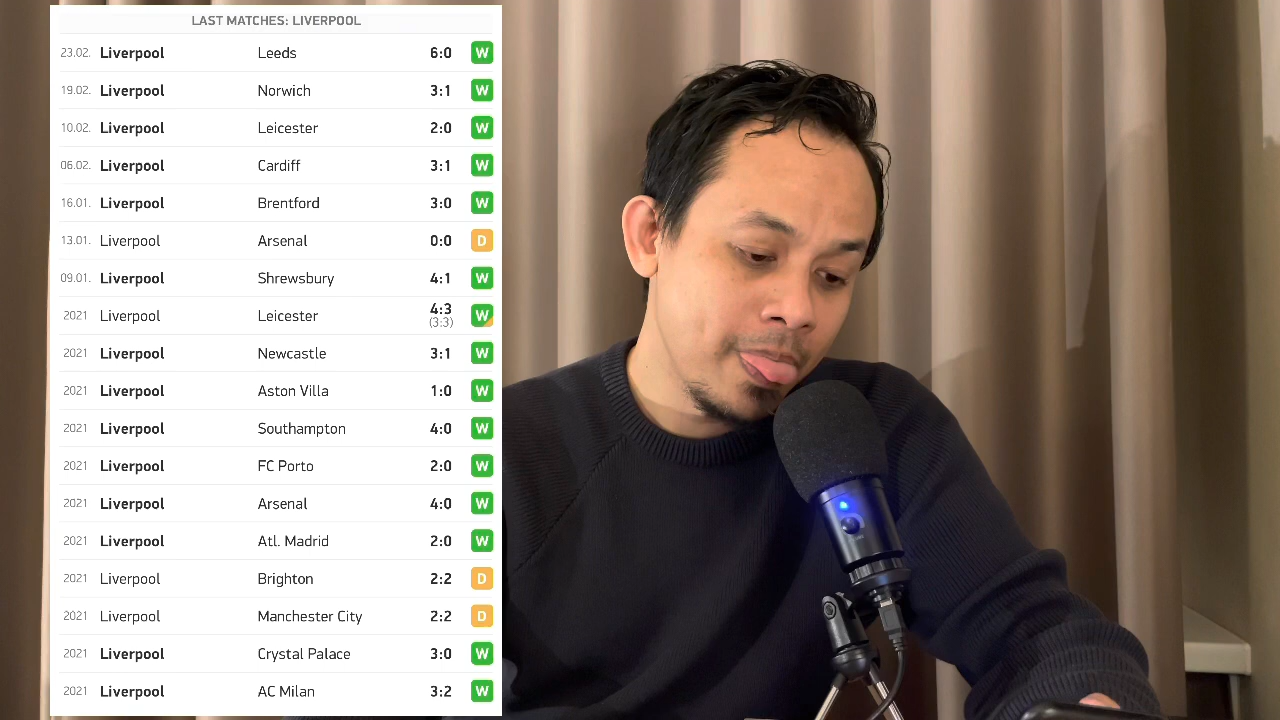 LAST MATCHES: LIVERPOOL
23.02. Liverpool Leeds 6:0 W
19.02. Liverpool Norwich 3:1 W
10.02. Liverpool Leicester 2:0 W
06.02. Liverpool Cardiff 3:1 W
16.01. Liverpool Brentford 3:0 W
13.01. Liverpool Arsenal 0:0 D
09.01. Liverpool Shrewsbury 4:1 W
2021 Liverpool Leicester 4:3 (3:3) W
2021 Liverpool Newcastle 3:1 W
2021 Liverpool Aston Villa 1:0 W
2021 Liverpool Southampton 4:0 W
2021 Liverpool FC Porto 2:0 W
2021 Liverpool Arsenal 4:0 W
2021 Liverpool Atl. Madrid 2:0 W
2021 Liverpool Brighton 2:2 D
2021 Liverpool Manchester City 2:2 D
2021 Liverpool Crystal Palace 3:0 W
2021 Liverpool AC Milan 3:2 W